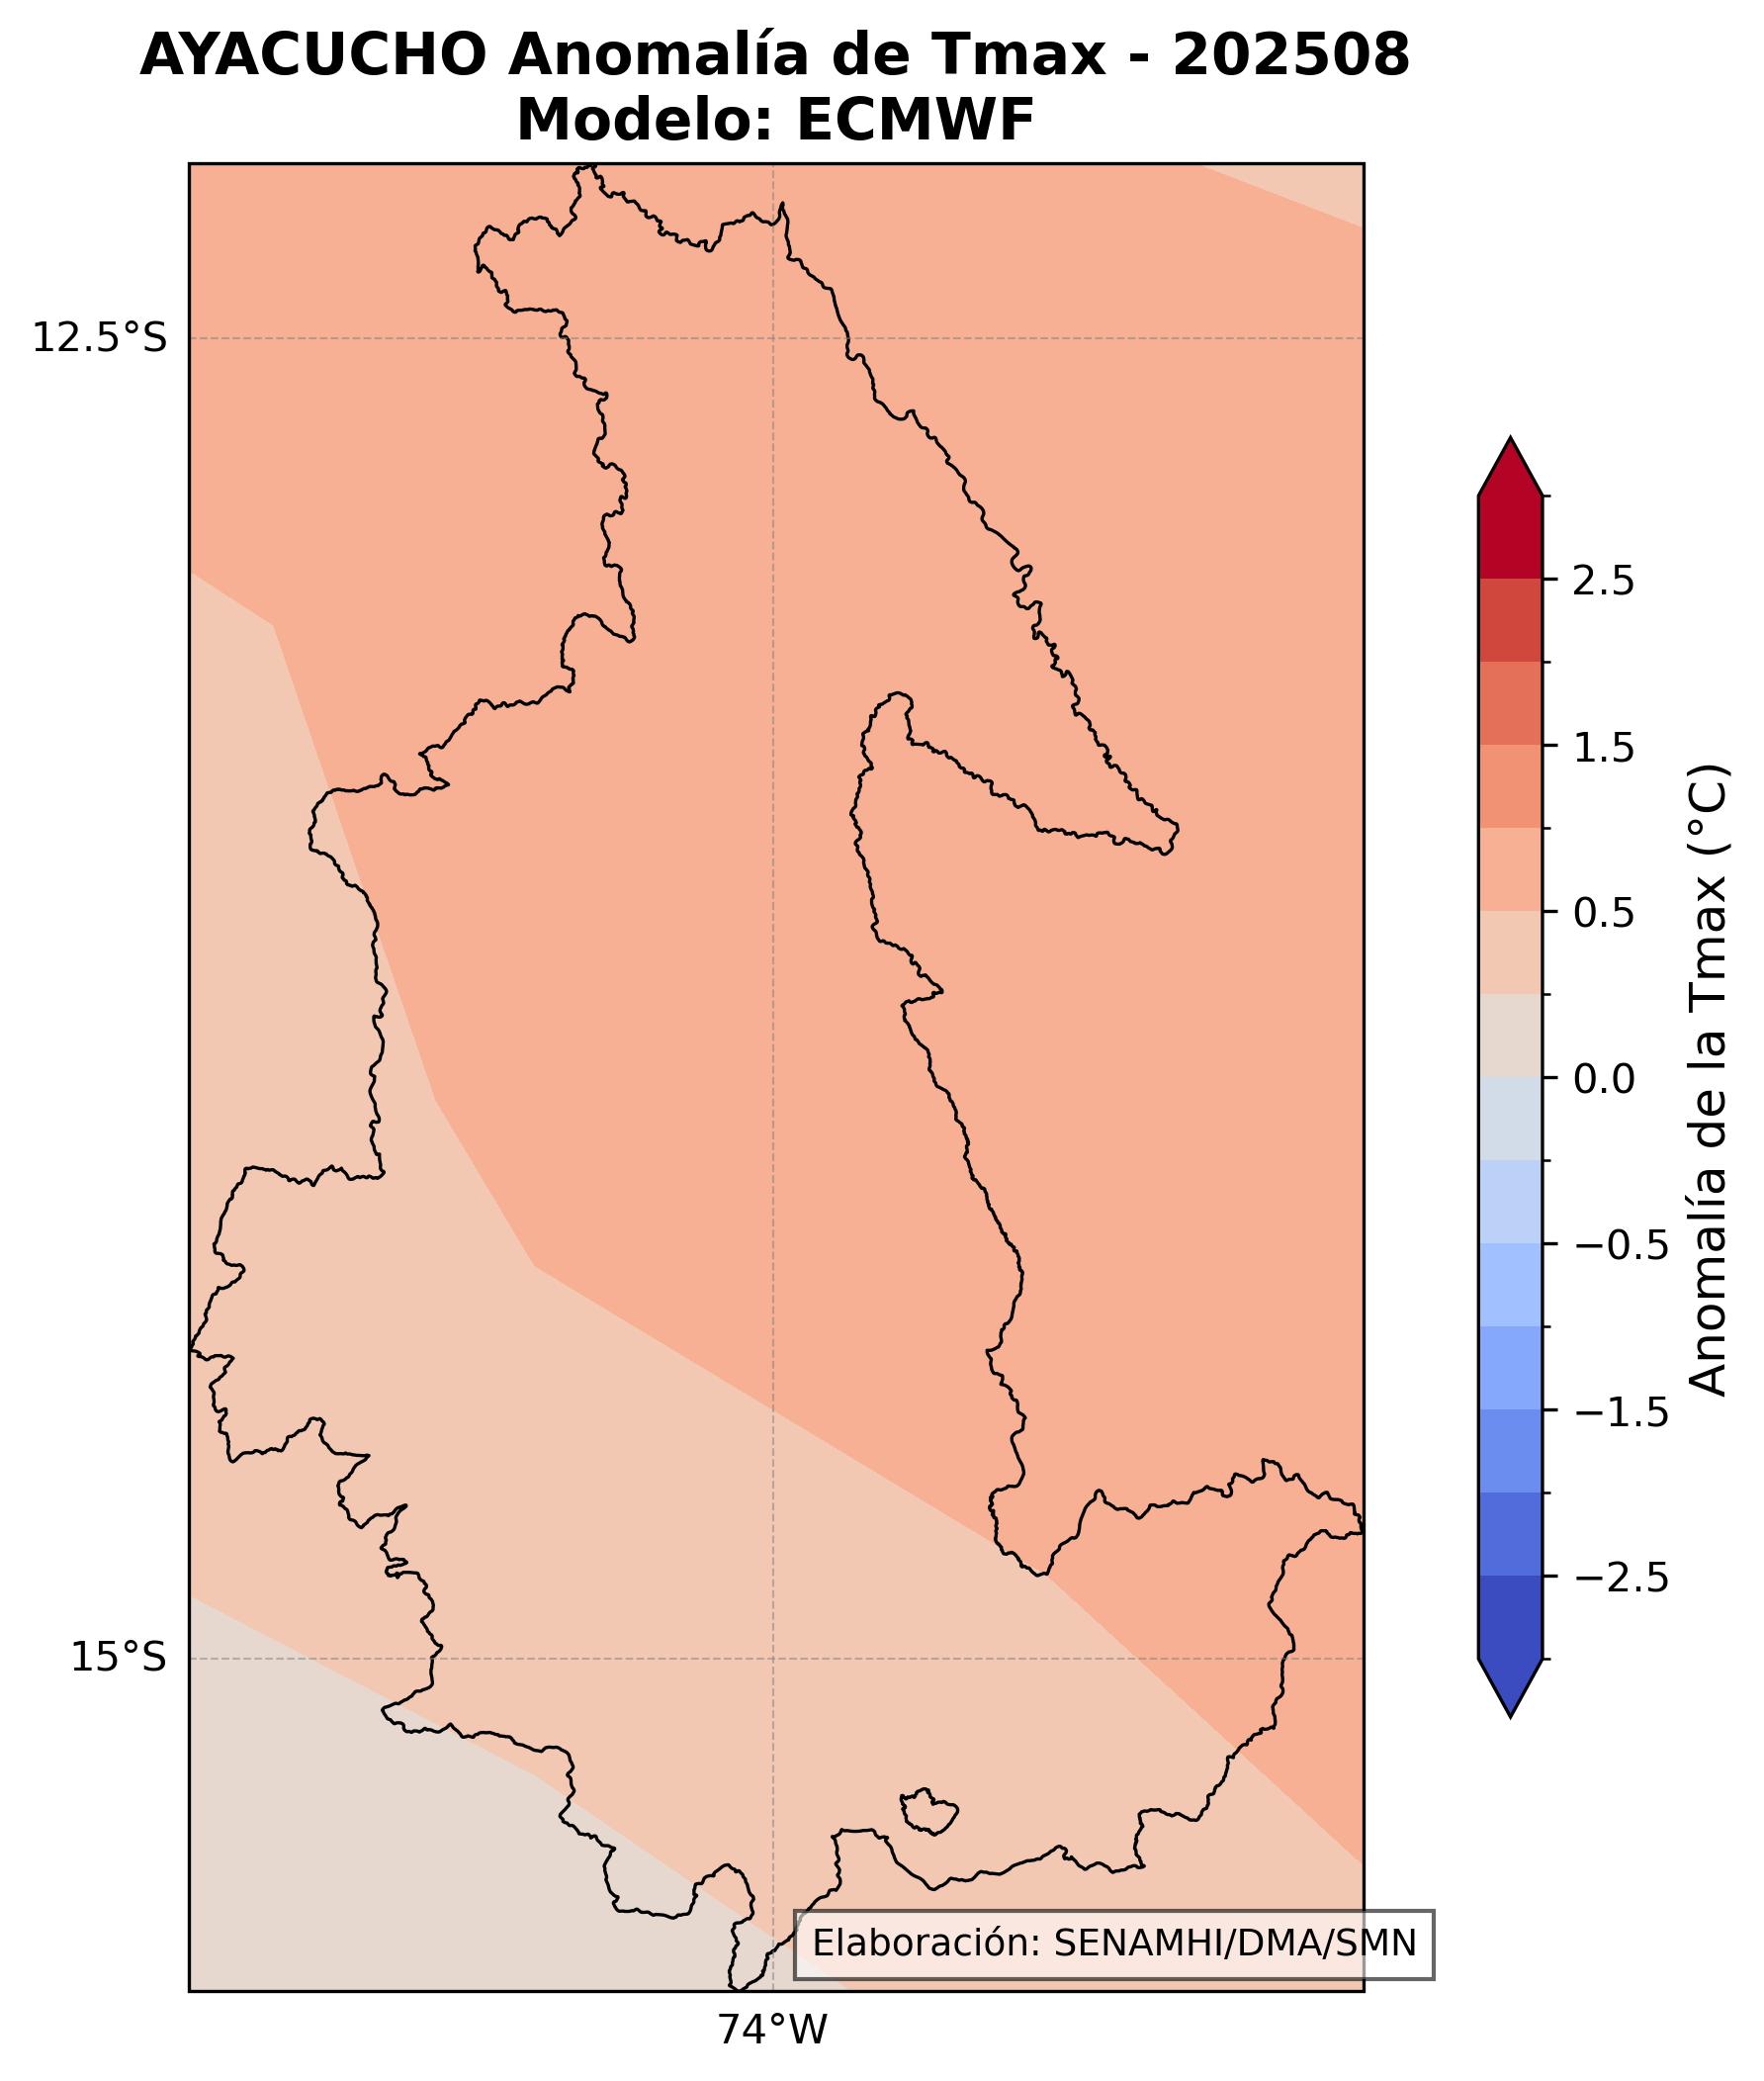 AYACUCHO Anomalía de Tmax - 202508
Modelo: ECMWF
12.5°S
15°S
74°W
2.5
1.5
0.5
0.0
−0.5
−1.5
−2.5
Anomalía de la Tmax (°C)
Elaboración: SENAMHI/DMA/SMN